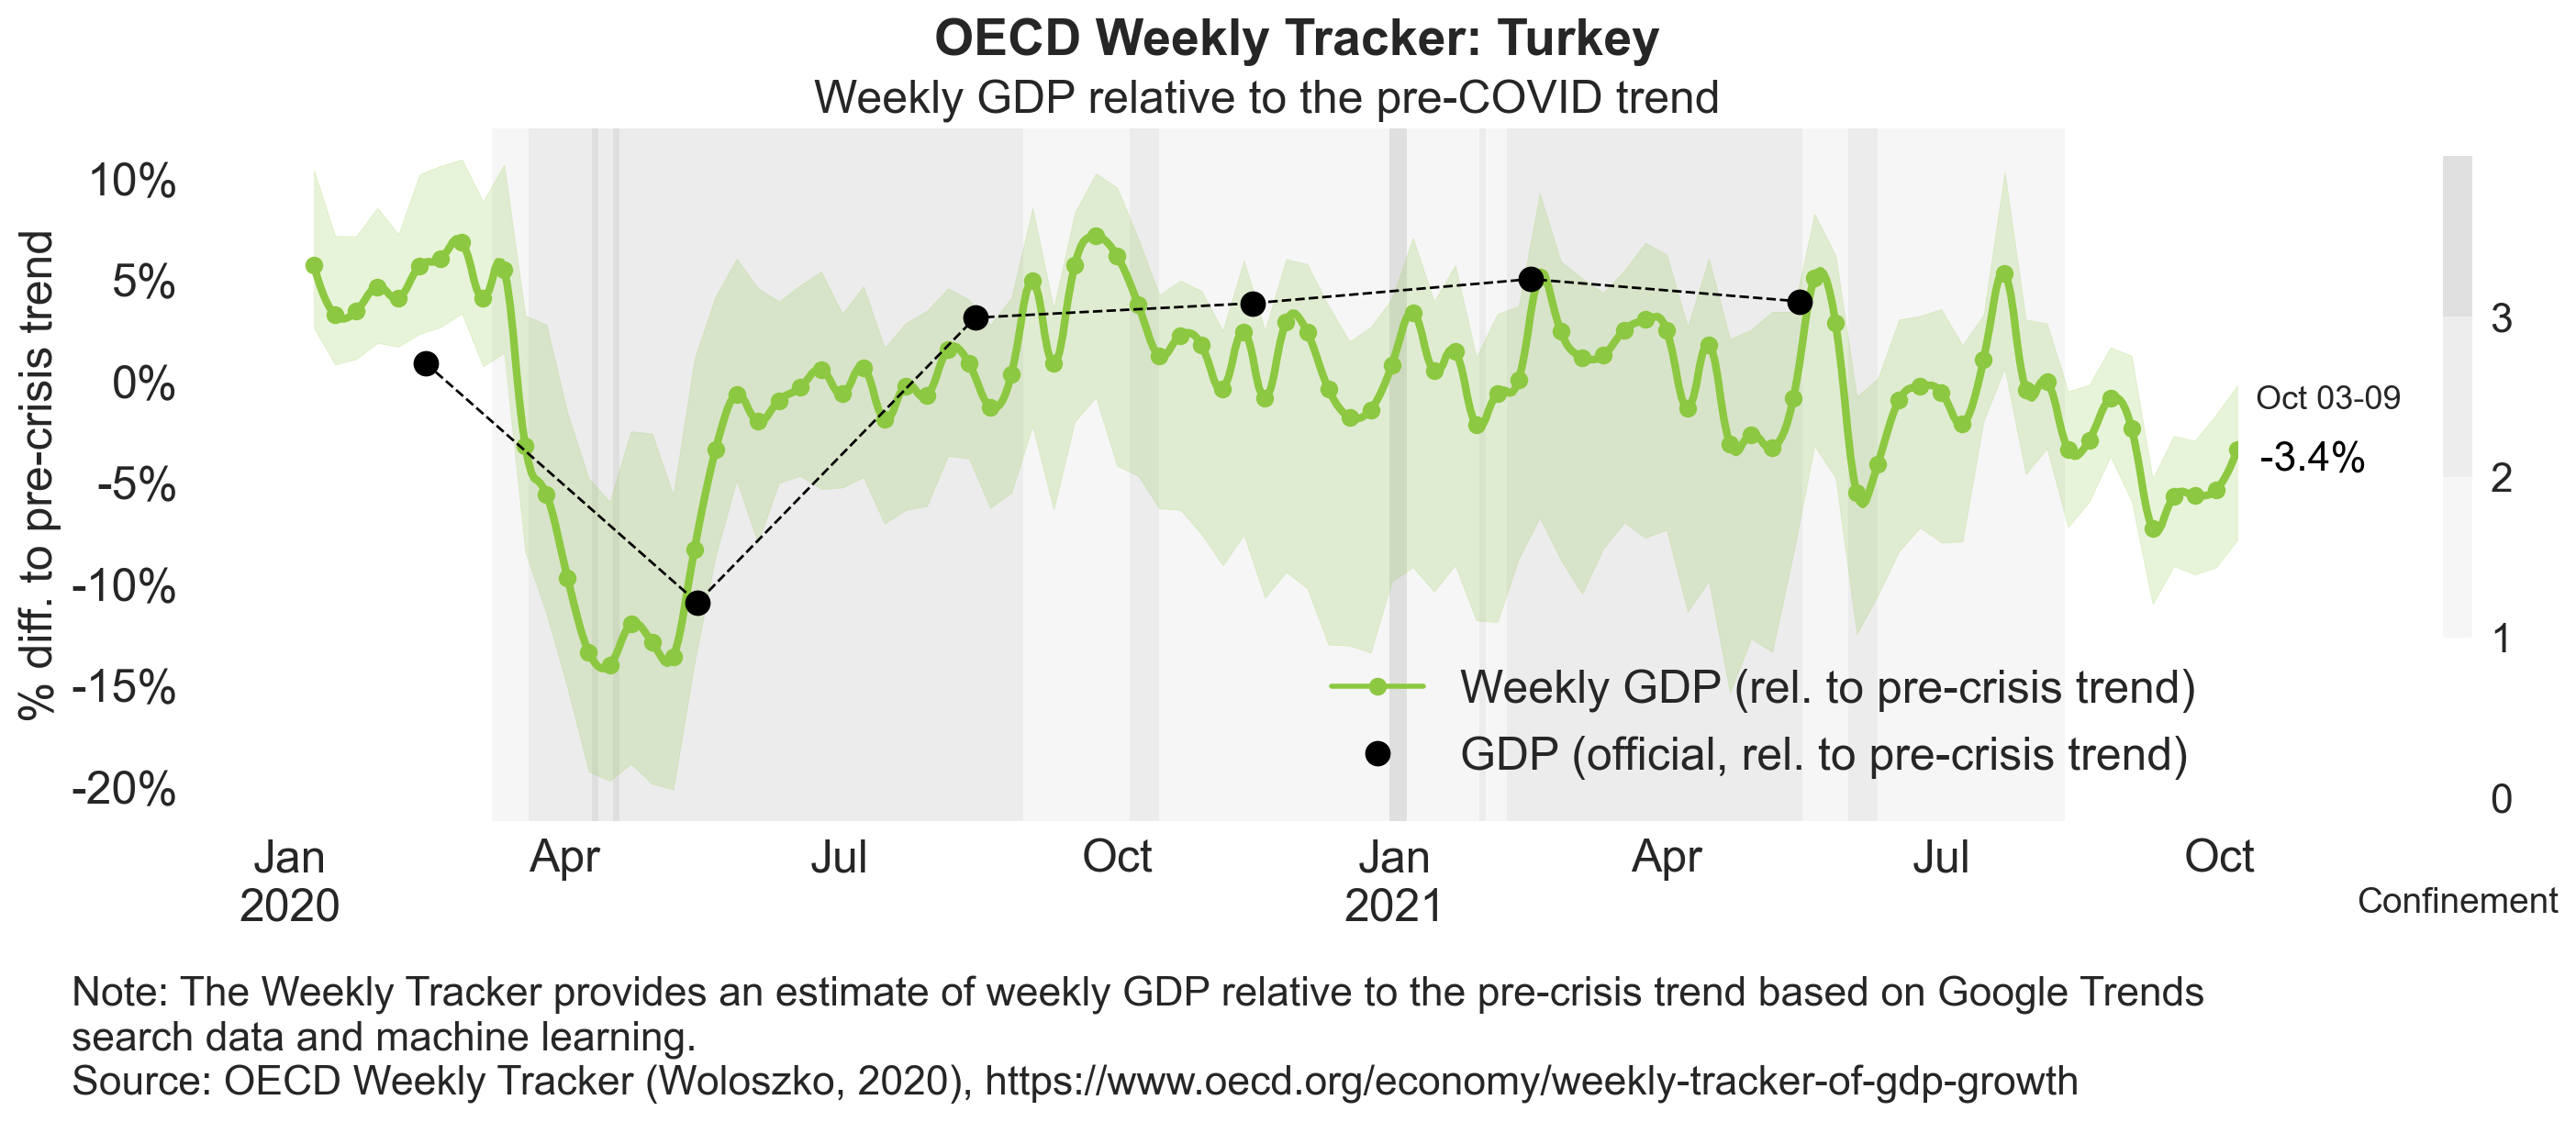 OECD Weekly Tracker: Turkey
Weekly GDP relative to the pre-COVID trend
% diff. to pre-crisis trend
10%
5%
0%
-5%
-10%
-15%
-20%
Jan
2020
Apr
Jul
Oct
Jan
2021
Apr
Jul
Oct
Oct 03-09
-3.4%
Weekly GDP (rel. to pre-crisis trend)
GDP (official, rel. to pre-crisis trend)
3
2
1
0
Confinement
Note: The Weekly Tracker provides an estimate of weekly GDP relative to the pre-crisis trend based on Google Trends
search data and machine learning.
Source: OECD Weekly Tracker (Woloszko, 2020), https://www.oecd.org/economy/weekly-tracker-of-gdp-growth